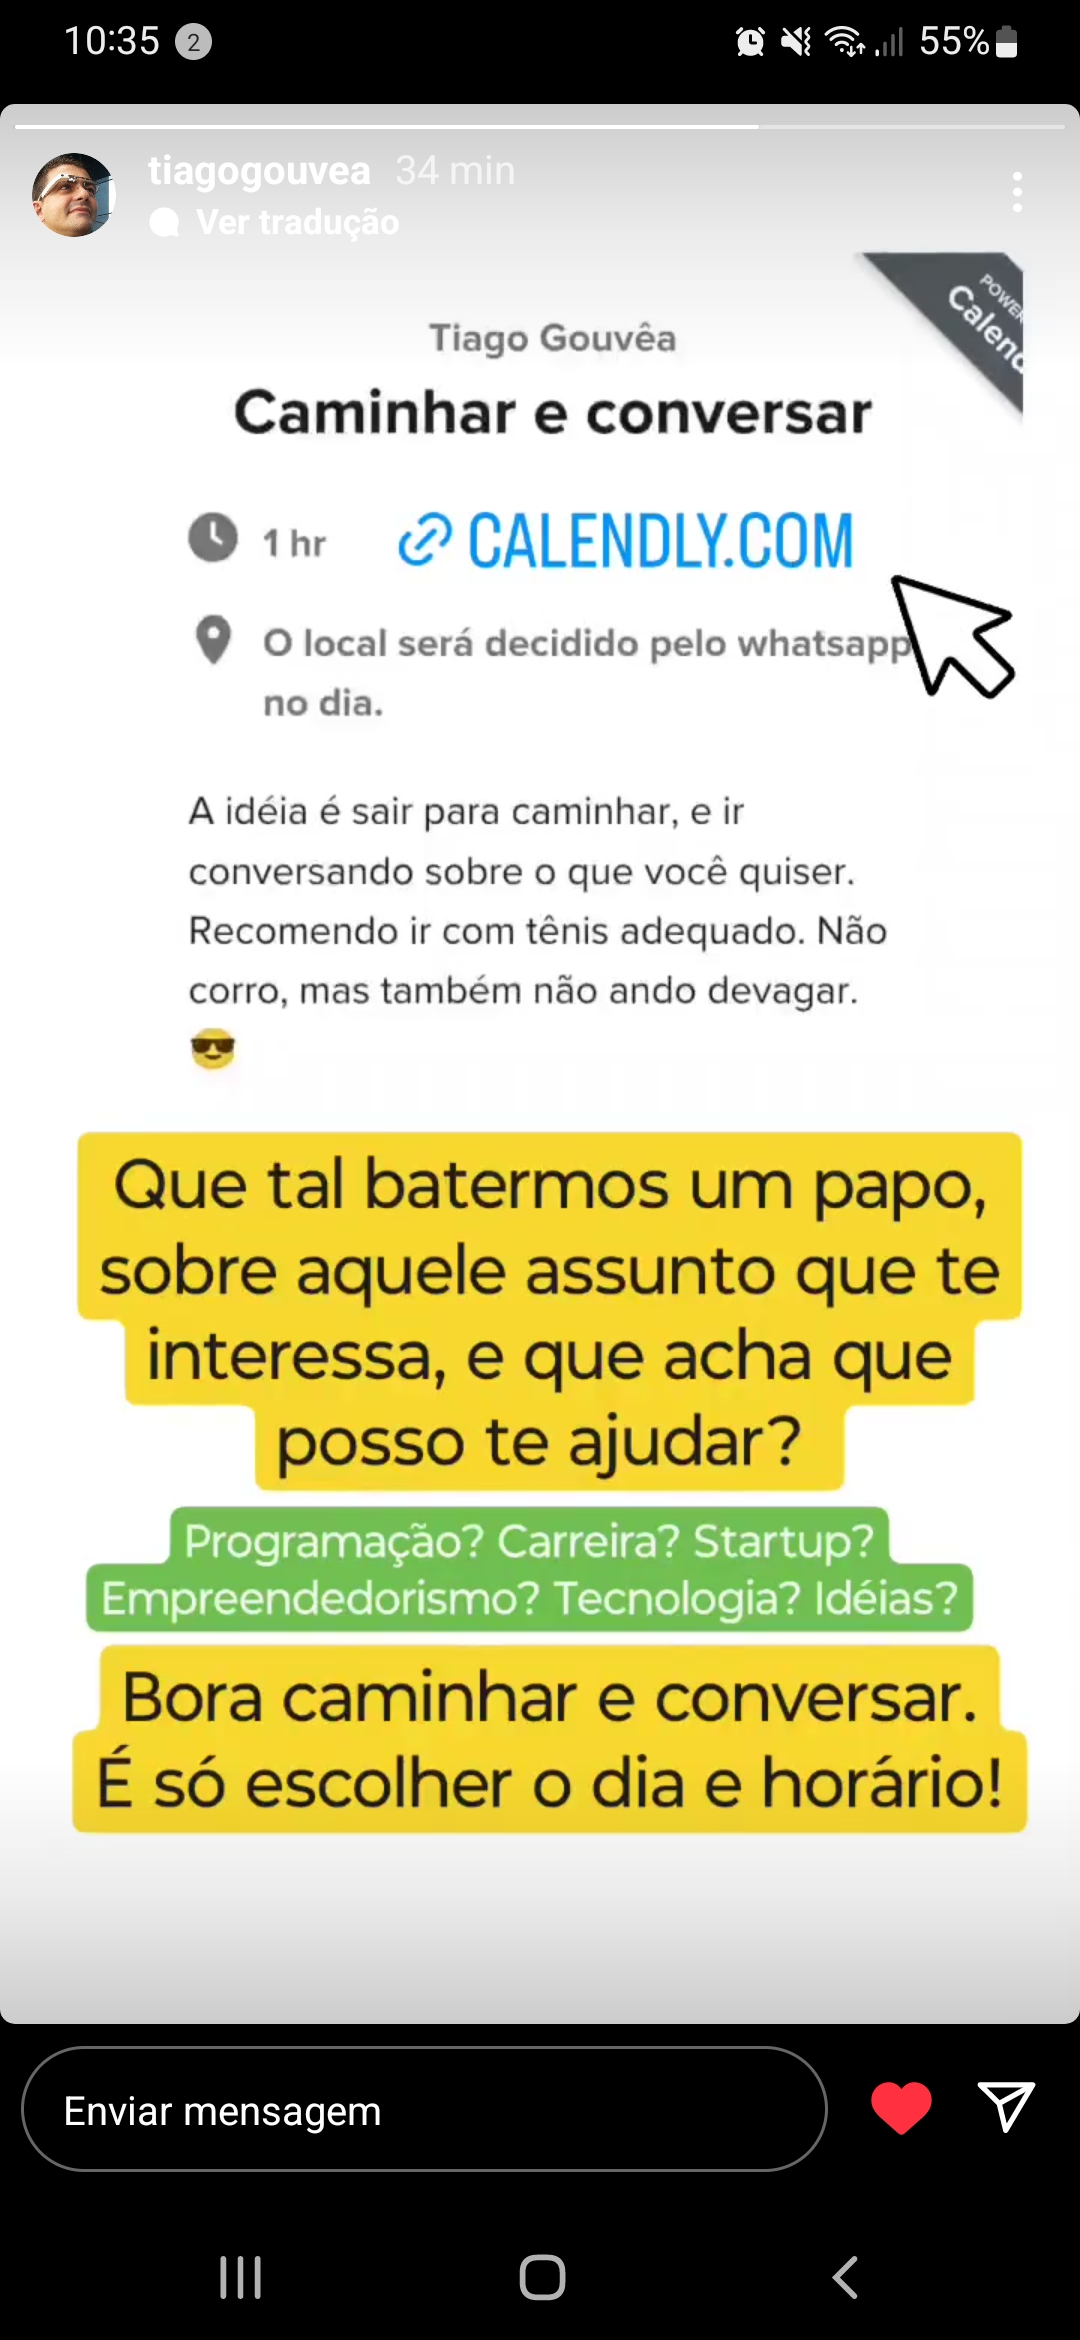 10:35 2 55%
tiagogouvea 34 min
Ver tradução
Tiago Gouvêa
Caminhar e conversar
1 hr CALENDLY.COM
O local será decidido pelo whatsapp
no dia.
A idéia é sair para caminhar, e ir
conversando sobre o que você quiser.
Recomendo ir com tênis adequado. Não
corro, mas também não ando devagar.
😎
Que tal batermos um papo,
sobre aquele assunto que te
interessa, e que acha que
posso te ajudar?
Programação? Carreira? Startup?
Empreendedorismo? Tecnologia? Idéias?
Bora caminhar e conversar.
É só escolher o dia e horário!
Enviar mensagem